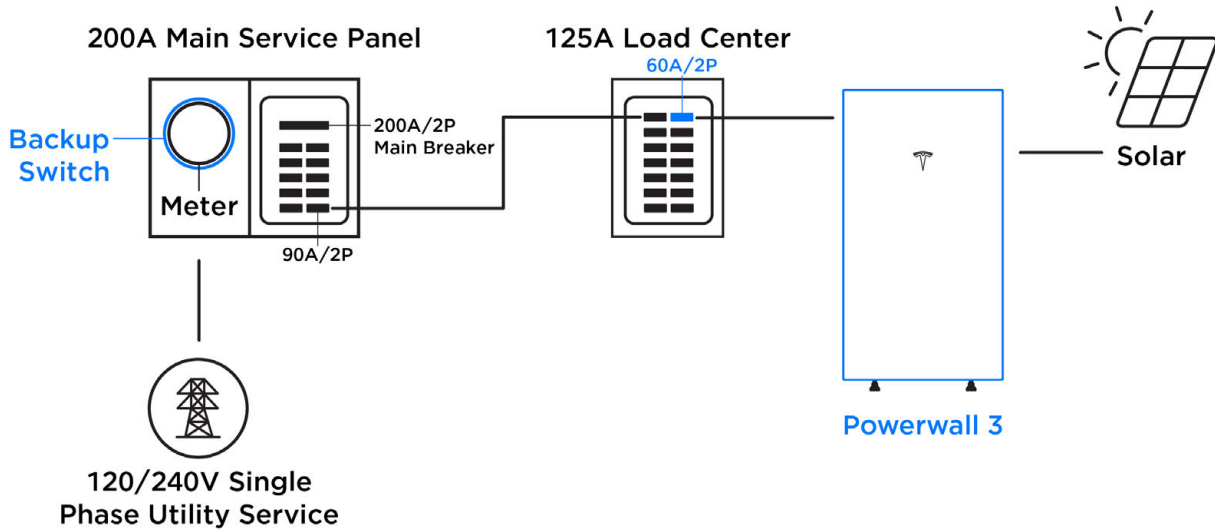 200A Main Service Panel
125A Load Center
60A/2P
Backup
Switch
200A/2P
Main Breaker
Meter
90A/2P
Solar
Powerwall 3
120/240V Single
Phase Utility Service